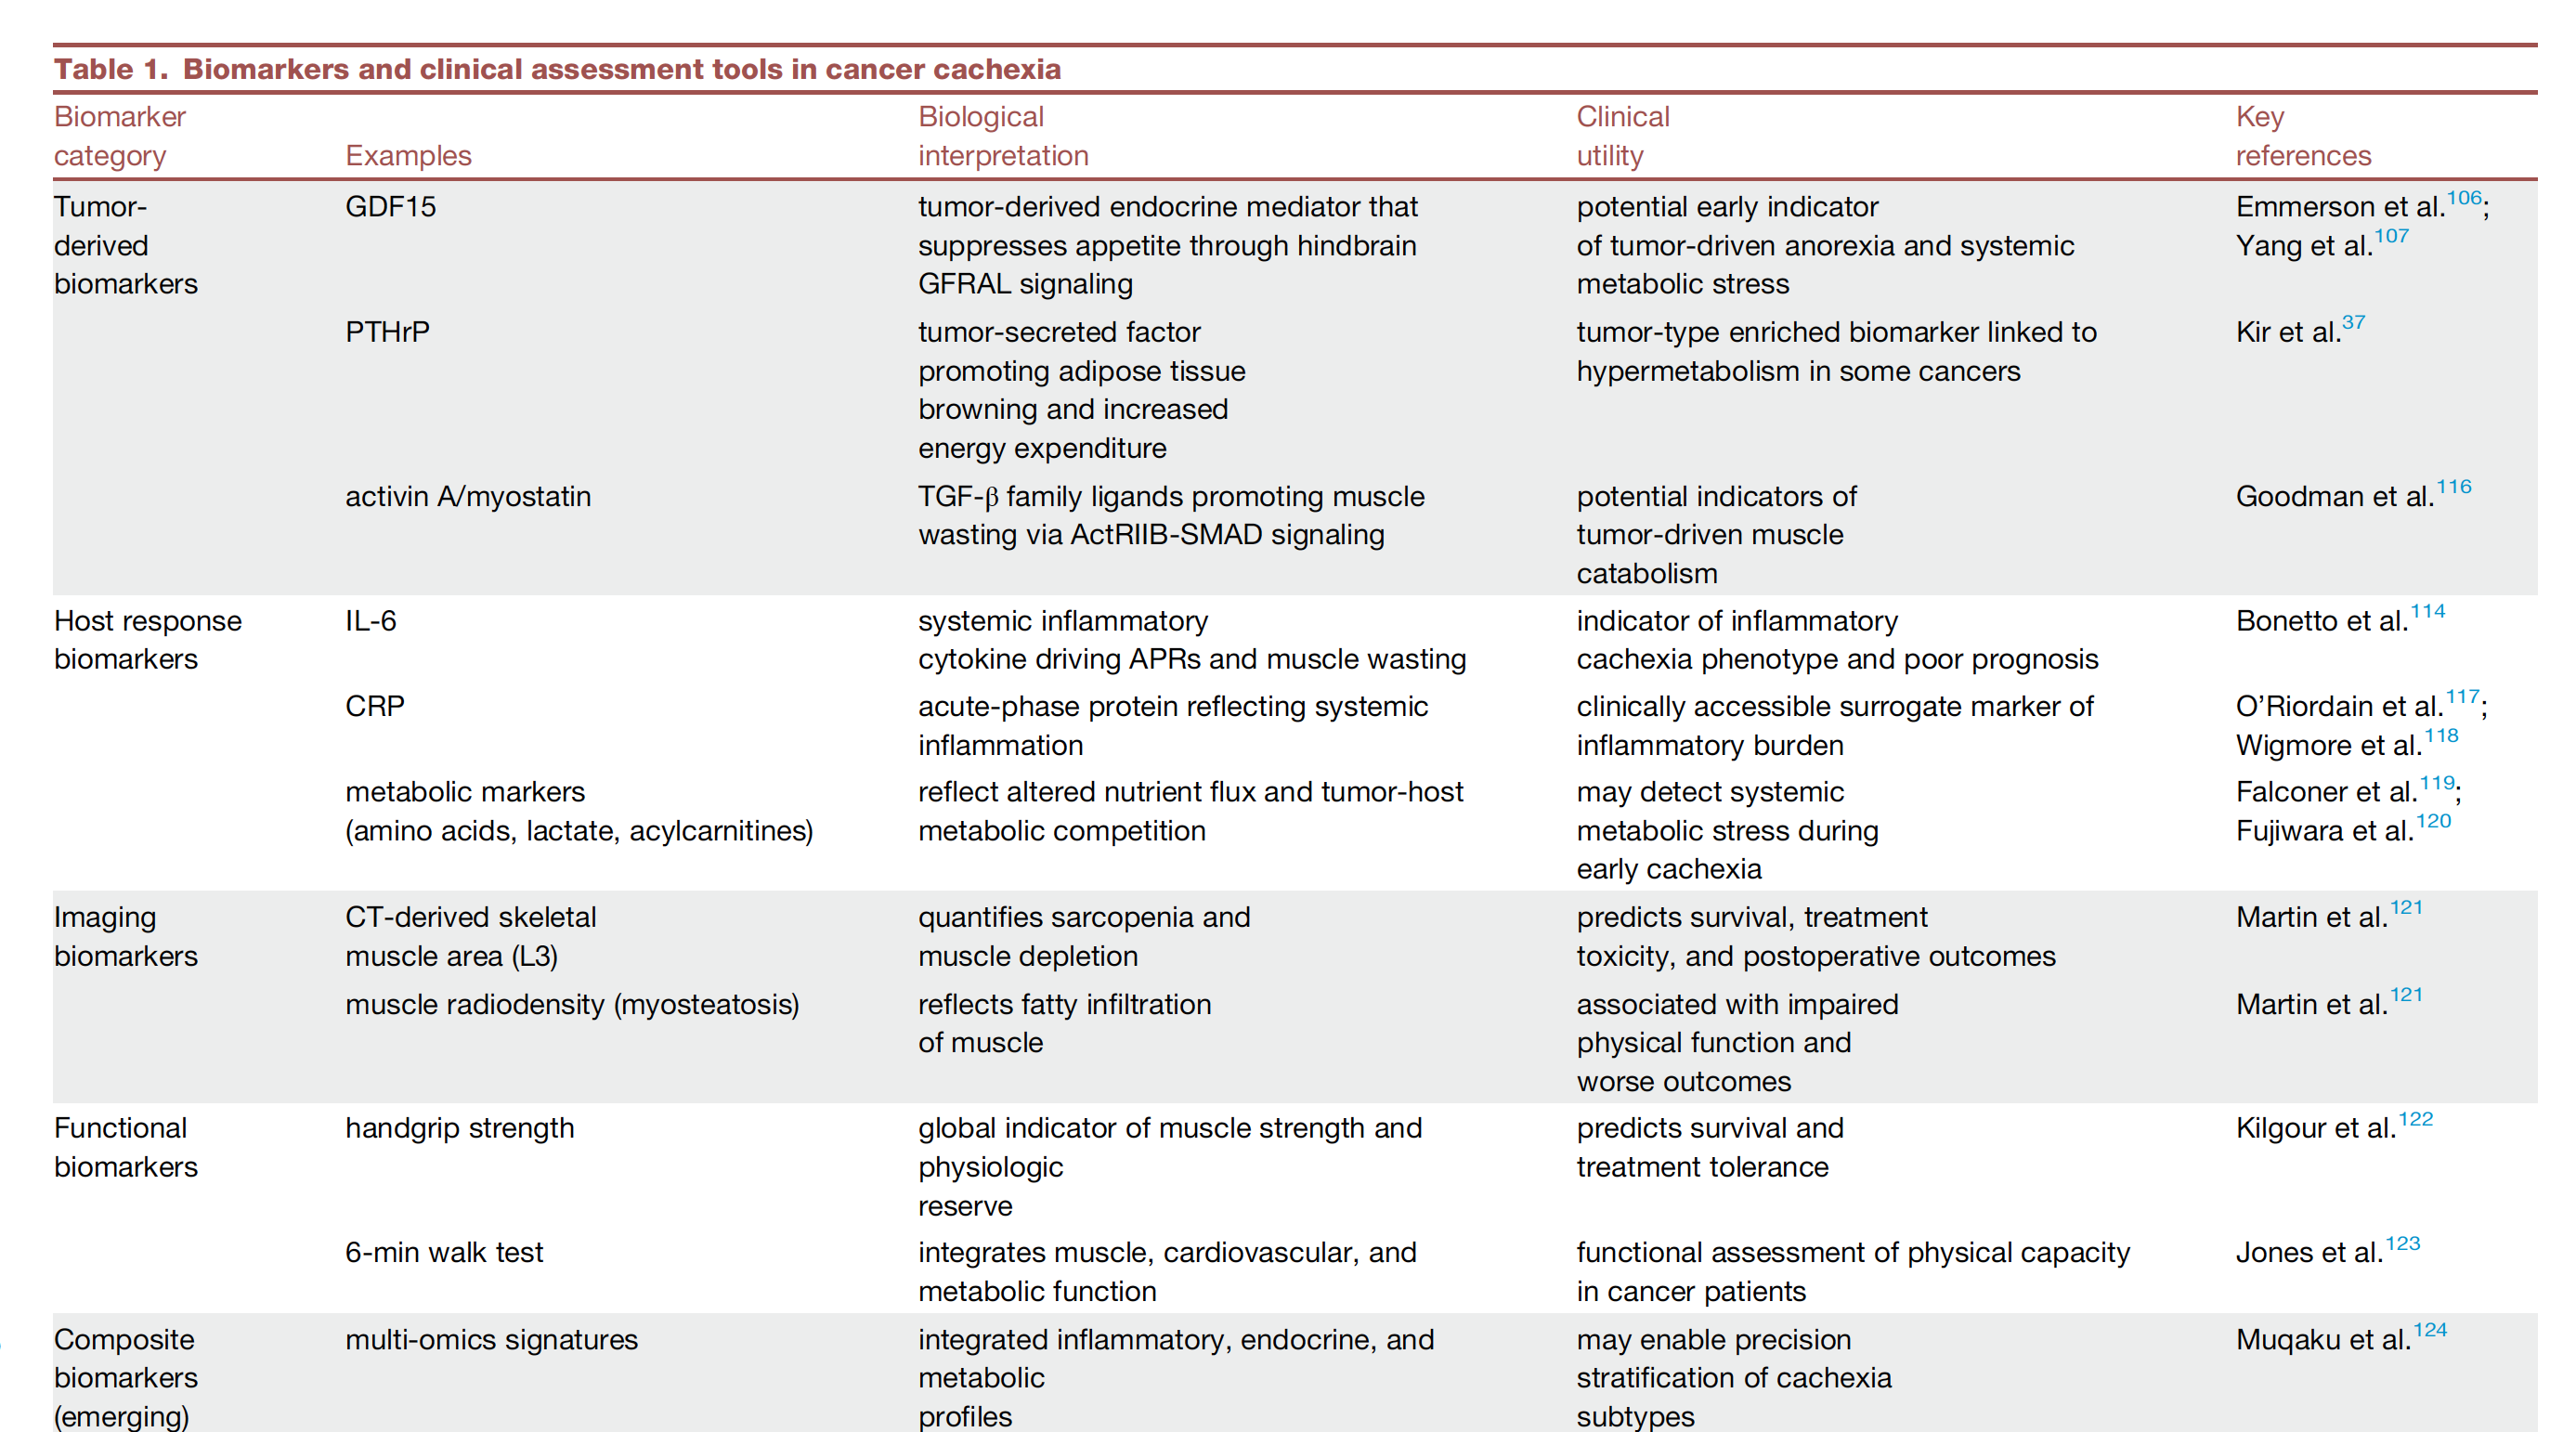 Table 1. Biomarkers and clinical assessment tools in cancer cachexia
Biomarker category | Examples | Biological interpretation | Clinical utility | Key references
Tumor-derived biomarkers | GDF15 | tumor-derived endocrine mediator that suppresses appetite through hindbrain GFRAL signaling | potential early indicator of tumor-driven anorexia and systemic metabolic stress | Emmerson et al.106; Yang et al.107
PTHrP | tumor-secreted factor promoting adipose tissue browning and increased energy expenditure | tumor-type enriched biomarker linked to hypermetabolism in some cancers | Kir et al.37
activin A/myostatin | TGF-β family ligands promoting muscle wasting via ActRIIB-SMAD signaling | potential indicators of tumor-driven muscle catabolism | Goodman et al.116
Host response biomarkers | IL-6 | systemic inflammatory cytokine driving APRs and muscle wasting | indicator of inflammatory cachexia phenotype and poor prognosis | Bonetto et al.114
CRP | acute-phase protein reflecting systemic inflammation | clinically accessible surrogate marker of inflammatory burden | O'Riordain et al.117; Wigmore et al.118
metabolic markers (amino acids, lactate, acylcarnitines) | reflect altered nutrient flux and tumor-host metabolic competition | may detect systemic metabolic stress during early cachexia | Falconer et al.119; Fujiwara et al.120
Imaging biomarkers | CT-derived skeletal muscle area (L3) | quantifies sarcopenia and muscle depletion | predicts survival, treatment toxicity, and postoperative outcomes | Martin et al.121
muscle radiodensity (myosteatosis) | reflects fatty infiltration of muscle | associated with impaired physical function and worse outcomes | Martin et al.121
Functional biomarkers | handgrip strength | global indicator of muscle strength and physiologic reserve | predicts survival and treatment tolerance | Kilgour et al.122
6-min walk test | integrates muscle, cardiovascular, and metabolic function | functional assessment of physical capacity in cancer patients | Jones et al.123
Composite biomarkers (emerging) | multi-omics signatures | integrated inflammatory, endocrine, and metabolic profiles | may enable precision stratification of cachexia subtypes | Muqaku et al.124